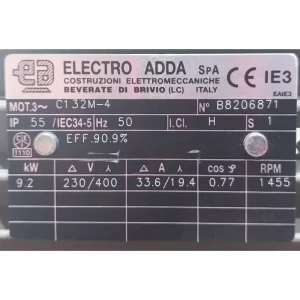 ELECTRO ADDA SpA
COSTRUZIONI ELETTROMECCANICHE
BEVERATE DI BRIVIO (LC) ITALY
CE IE3
EAIE3
MOT.3~ C132M-4 N° B8206871
IP 55 /IEC34-5 Hz 50 I.Cl. H S 1
EFF.90.9%
1110
kW △ V Y △ A Y cos φ RPM
9.2 230/400 33.6/19.4 0.77 1455